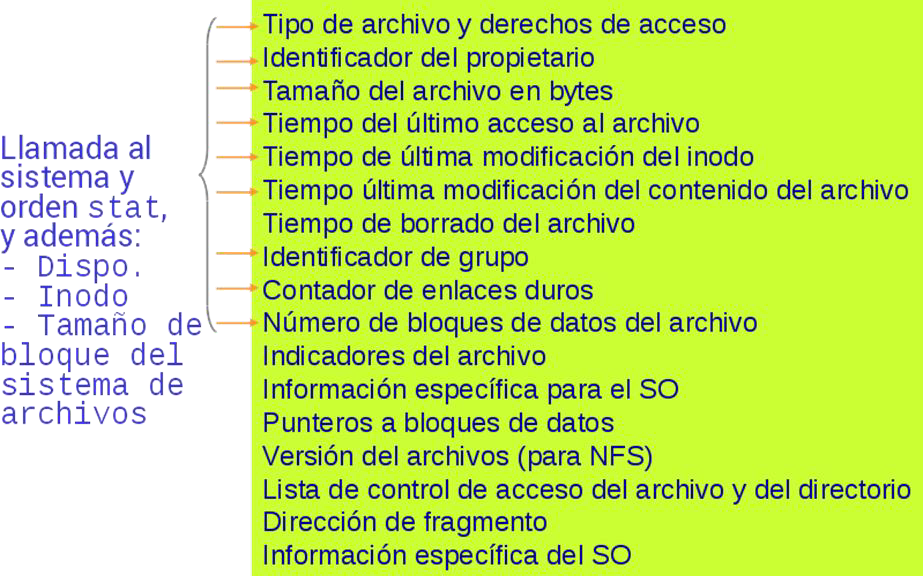 Llamada al
sistema y
orden stat,
y además:
- Dispo.
- Inodo
- Tamaño de
bloque del
sistema de
archivos
Tipo de archivo y derechos de acceso
Identificador del propietario
Tamaño del archivo en bytes
Tiempo del último acceso al archivo
Tiempo de última modificación del inodo
Tiempo última modificación del contenido del archivo
Tiempo de borrado del archivo
Identificador de grupo
Contador de enlaces duros
Número de bloques de datos del archivo
Indicadores del archivo
Información específica para el SO
Punteros a bloques de datos
Versión del archivos (para NFS)
Lista de control de acceso del archivo y del directorio
Dirección de fragmento
Información específica del SO